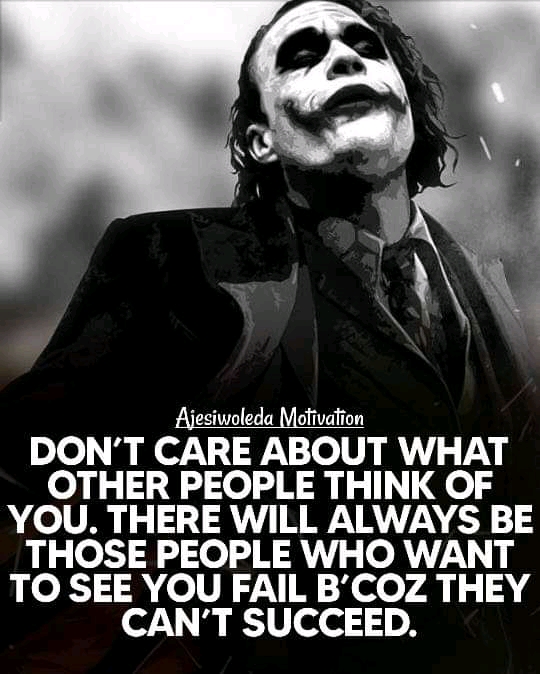 Ajesiwoleda Motivation
DON'T CARE ABOUT WHAT
OTHER PEOPLE THINK OF
YOU. THERE WILL ALWAYS BE
THOSE PEOPLE WHO WANT
TO SEE YOU FAIL B'COZ THEY
CAN'T SUCCEED.